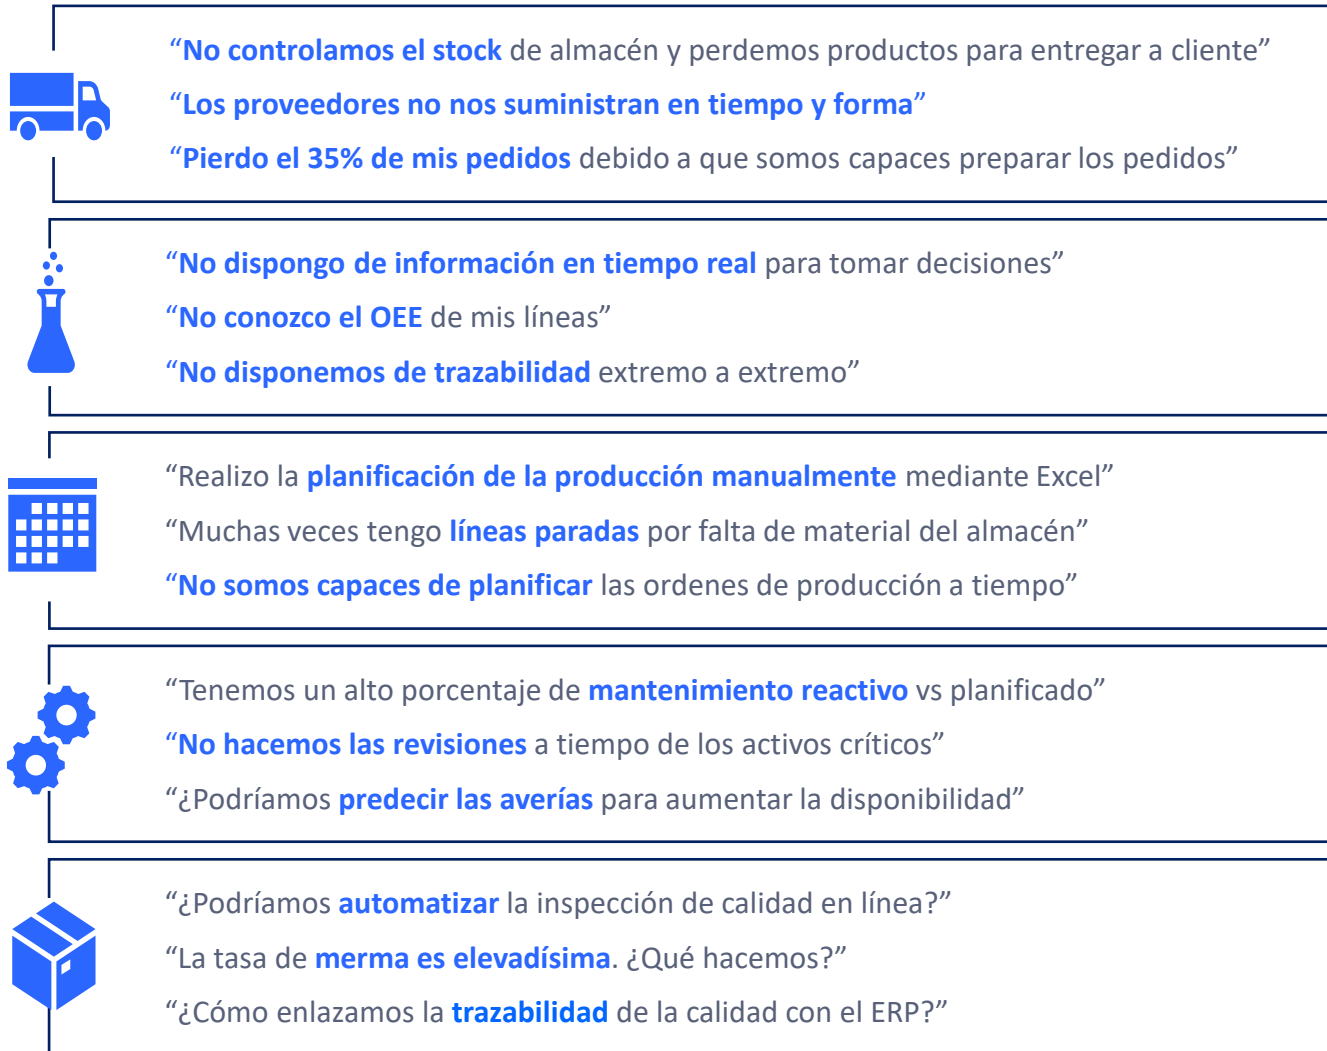 “No controlamos el stock de almacén y perdemos productos para entregar a cliente”
“Los proveedores no nos suministran en tiempo y forma”
“Pierdo el 35% de mis pedidos debido a que somos capaces preparar los pedidos”
“No dispongo de información en tiempo real para tomar decisiones”
“No conozco el OEE de mis líneas”
“No disponemos de trazabilidad extremo a extremo”
“Realizo la planificación de la producción manualmente mediante Excel”
“Muchas veces tengo líneas paradas por falta de material del almacén”
“No somos capaces de planificar las ordenes de producción a tiempo”
“Tenemos un alto porcentaje de mantenimiento reactivo vs planificado”
“No hacemos las revisiones a tiempo de los activos críticos”
“¿Podríamos predecir las averías para aumentar la disponibilidad”
“¿Podríamos automatizar la inspección de calidad en línea?”
“La tasa de merma es elevadísima. ¿Qué hacemos?”
“¿Cómo enlazamos la trazabilidad de la calidad con el ERP?”